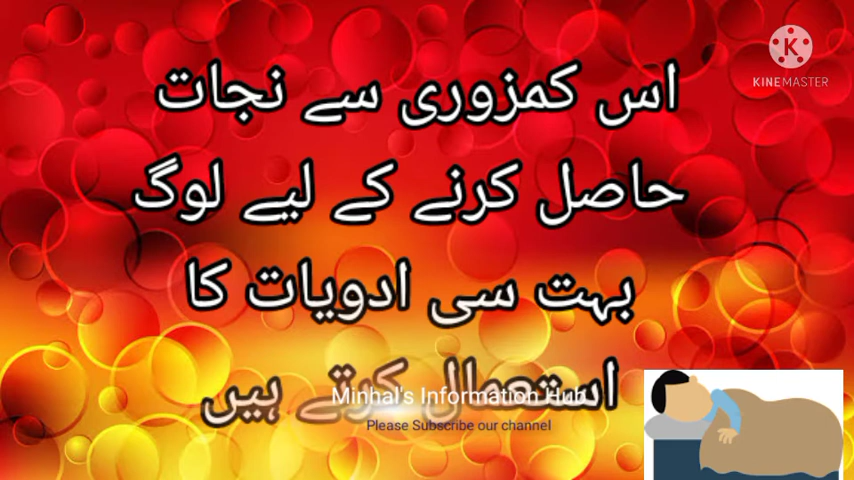 KINEMASTER
اس کمزوری سے نجات
حاصل کرنے کے لیے لوگ
بہت سی ادویات کا
استعمال کرتے ہیں
Minhal's Information Hub
Please Subscribe our channel